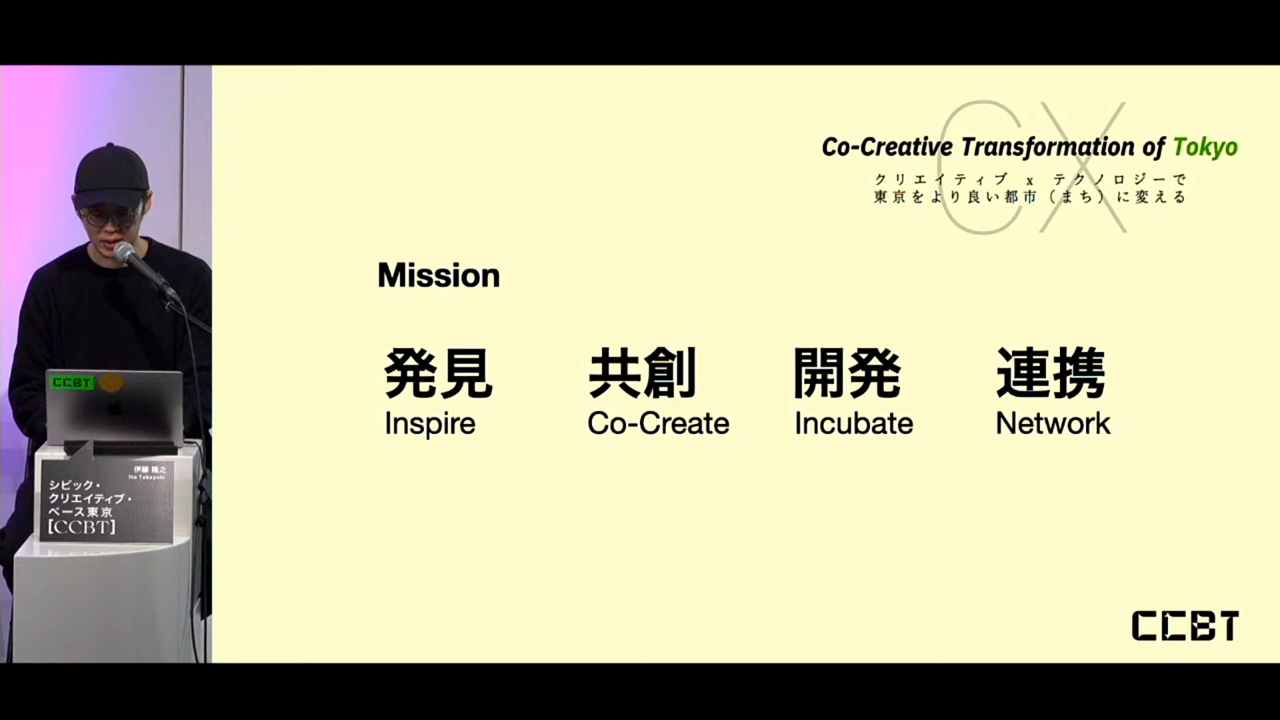 CX
Co-Creative Transformation of Tokyo
クリエイティブ x テクノロジーで
東京をより良い都市（まち）に変える
Mission
発見 共創 開発 連携
Inspire Co-Create Incubate Network
CCBT
CCBT
伊藤 隆之
Ito Takayuki
シビック・
クリエイティブ・
ベース東京
[CCBT]